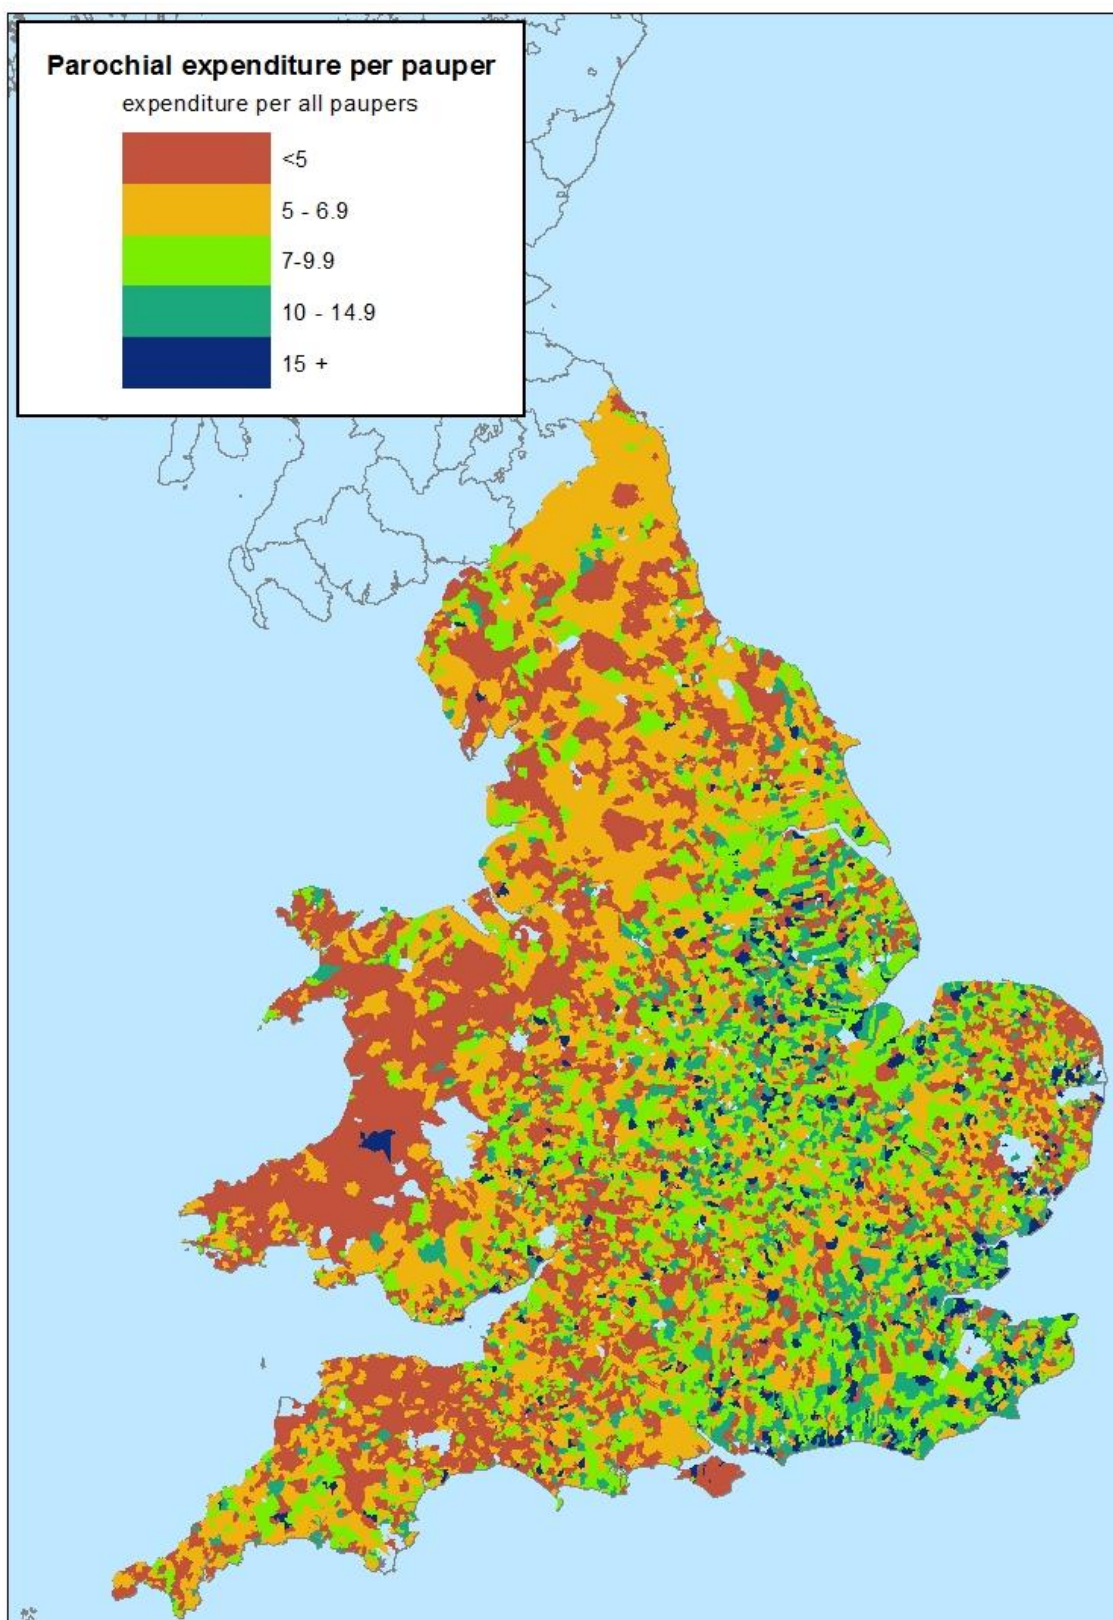 Parochial expenditure per pauper
expenditure per all paupers
<5
5 - 6.9
7-9.9
10 - 14.9
15 +